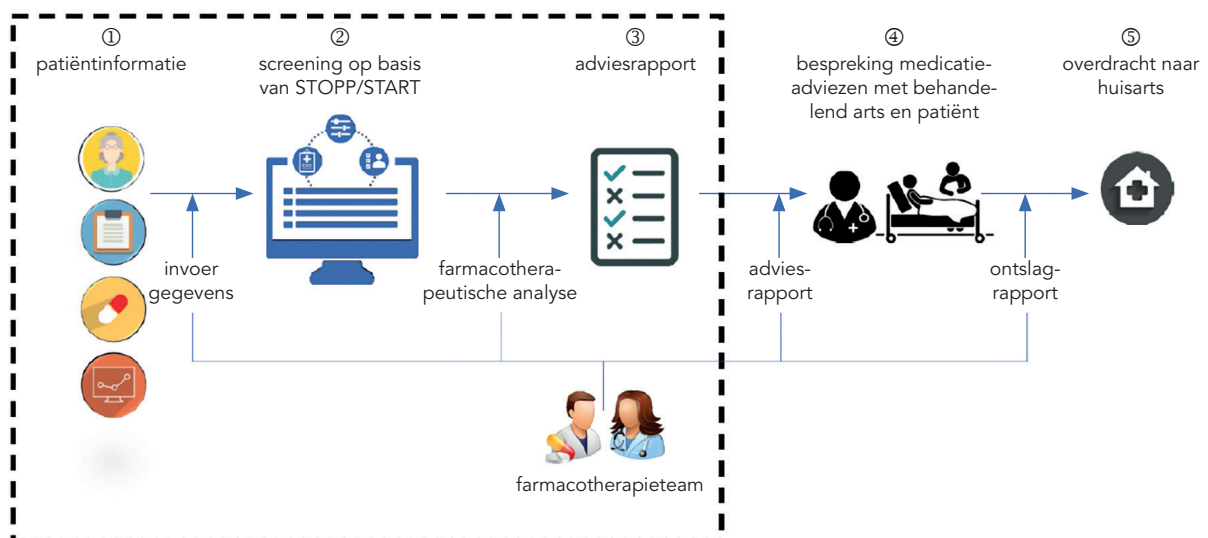 ①
patiëntinformatie
②
screening op basis
van STOPP/START
③
adviesrapport
④
bespreking medicatie-
adviezen met behande-
lend arts en patiënt
⑤
overdracht naar
huisarts
invoer
gegevens
farmacothera-
peutische analyse
advies-
rapport
ontslag-
rapport
farmacotherapieteam